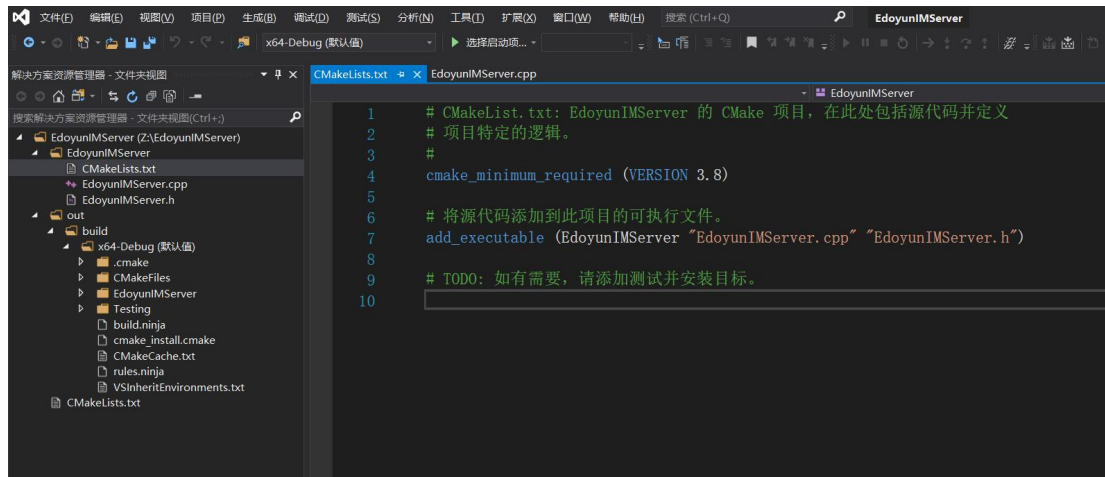 文件(F) 编辑(E) 视图(V) 项目(P) 生成(B) 调试(D) 测试(S) 分析(N) 工具(T) 扩展(X) 窗口(W) 帮助(H) 搜索 (Ctrl+Q) EdoyunIMServer
x64-Debug (默认值) 选择启动项...
解决方案资源管理器 - 文件夹视图
搜索解决方案资源管理器 - 文件夹视图(Ctrl+;)
EdoyunIMServer (Z:\EdoyunIMServer)
EdoyunIMServer
CMakeLists.txt
EdoyunIMServer.cpp
EdoyunIMServer.h
out
build
x64-Debug (默认值)
.cmake
CMakeFiles
EdoyunIMServer
Testing
build.ninja
cmake_install.cmake
CMakeCache.txt
rules.ninja
VSInheritEnvironments.txt
CMakeLists.txt
CMakeLists.txt EdoyunIMServer.cpp
EdoyunIMServer
1 # CMakeList.txt: EdoyunIMServer 的 CMake 项目，在此处包括源代码并定义
2 # 项目特定的逻辑。
3 #
4 cmake_minimum_required (VERSION 3.8)
5
6 # 将源代码添加到此项目的可执行文件。
7 add_executable (EdoyunIMServer "EdoyunIMServer.cpp" "EdoyunIMServer.h")
8
9 # TODO: 如有需要，请添加测试并安装目标。
10